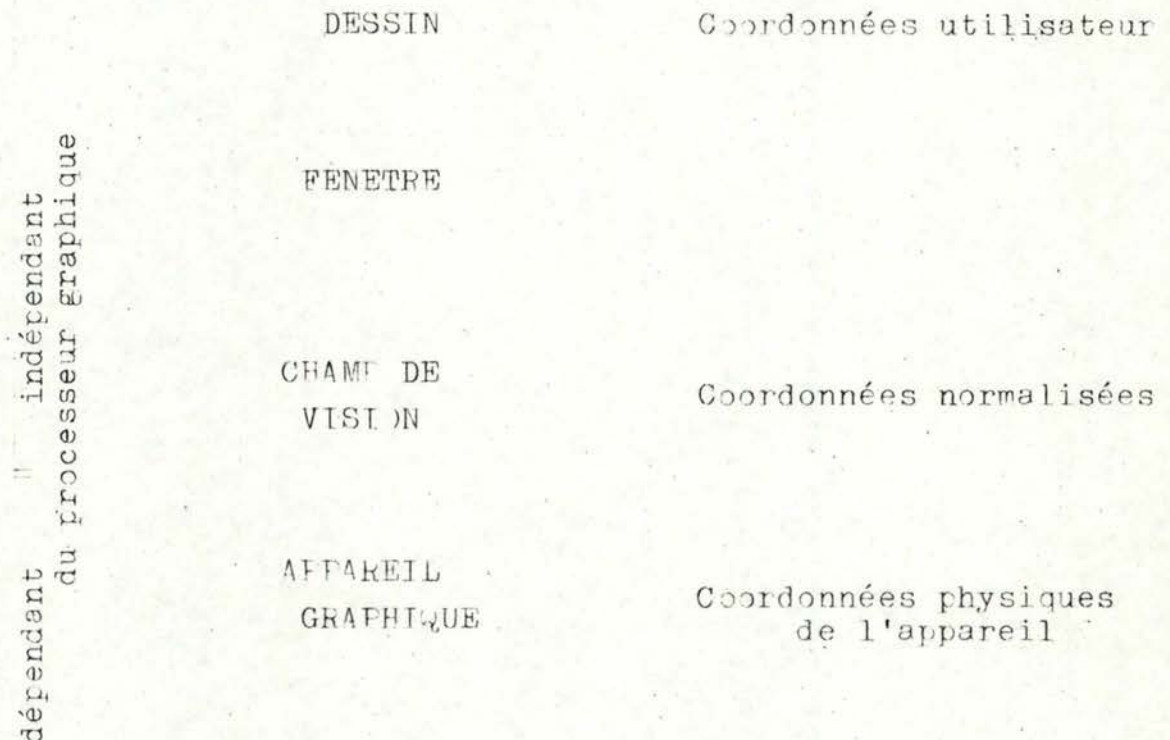 DESSIN
Coordonnées utilisateur
FENETRE
CHAMP DE
VISION
Coordonnées normalisées
APPAREIL
GRAPHIQUE
Coordonnées physiques
de l'appareil
indépendant
du processeur graphique
dépendant